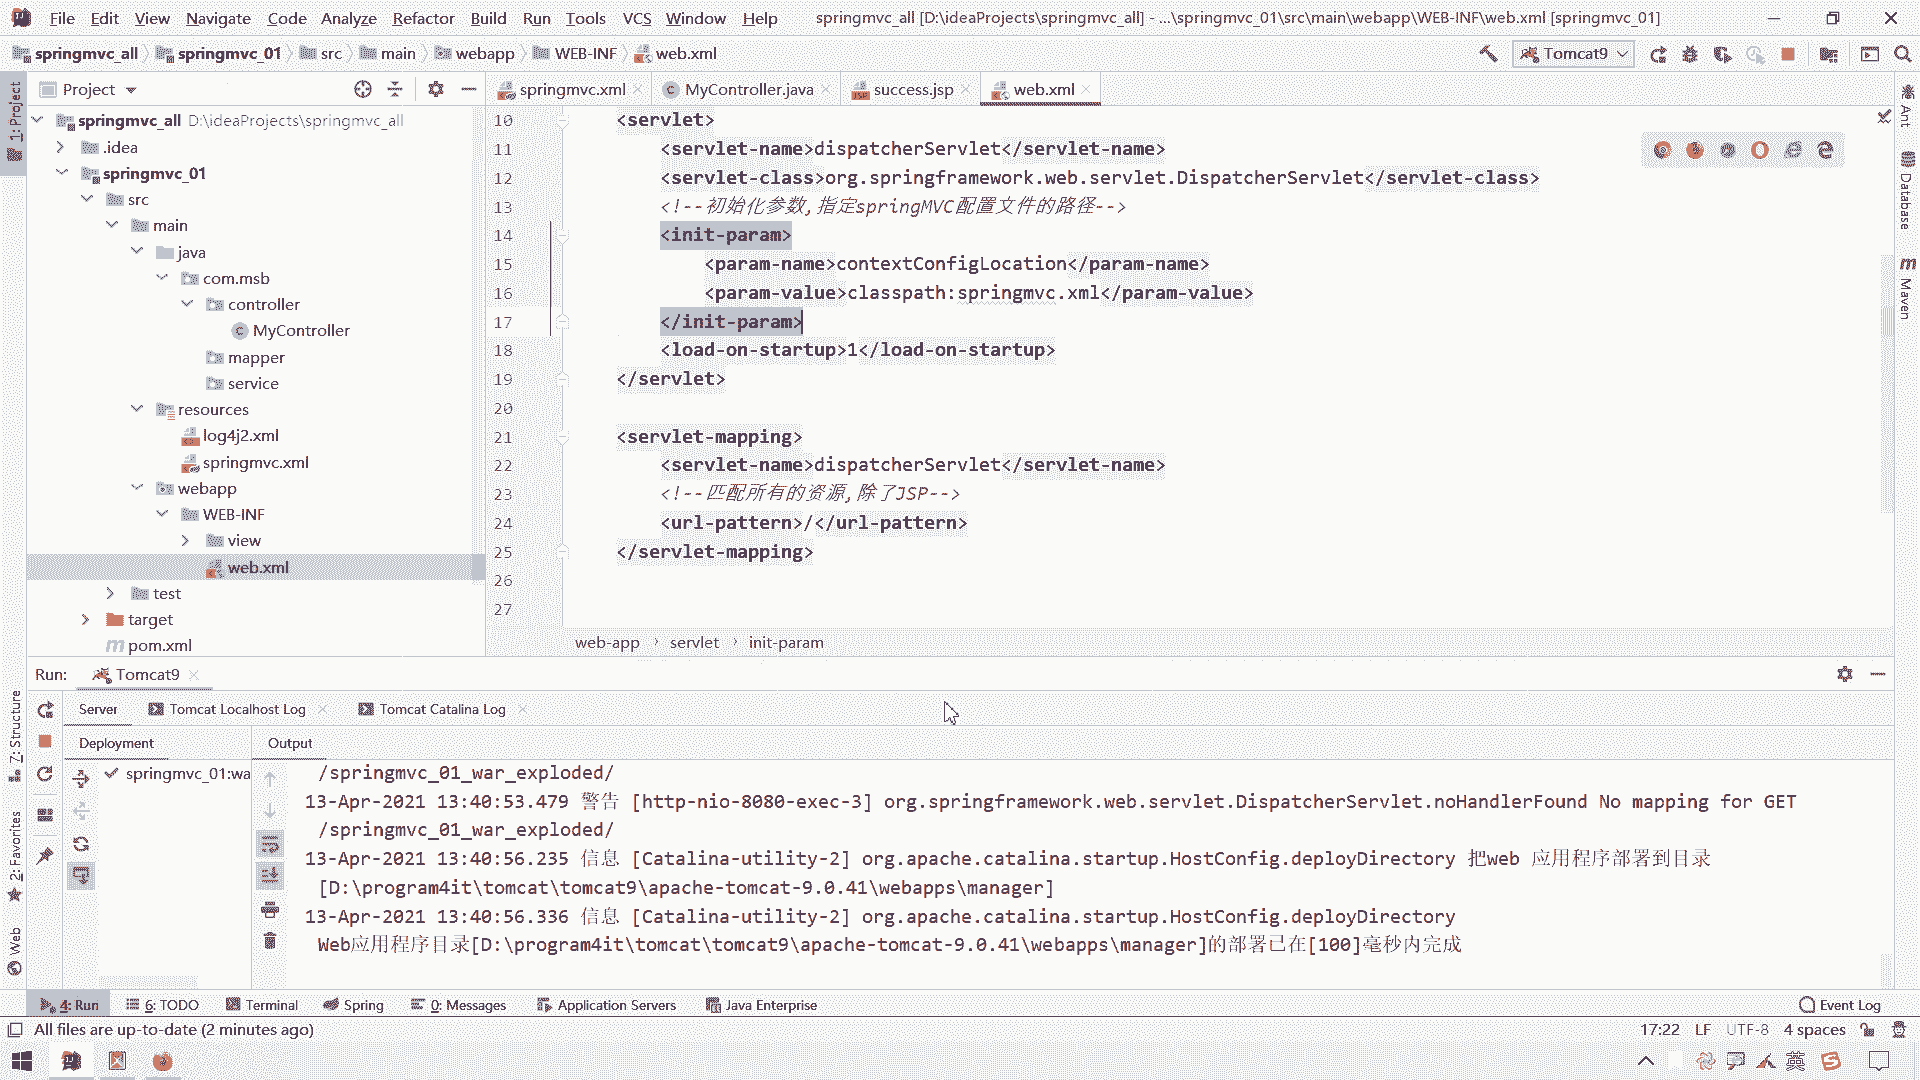 File Edit View Navigate Code Analyze Refactor Build Run Tools VCS Window Help springmvc_all [D:\ideaProjects\springmvc_all] - ...\springmvc_01\src\main\webapp\WEB-INF\web.xml [springmvc_01]
springmvc_all springmvc_01 src main webapp WEB-INF web.xml Tomcat9
Project springmvc.xml MyController.java success.jsp web.xml
1: Project
springmvc_all D:\ideaProjects\springmvc_all
.idea
springmvc_01
src
main
java
com.msb
controller
MyController
mapper
service
resources
log4j2.xml
springmvc.xml
webapp
WEB-INF
view
web.xml
test
target
pom.xml
10 <servlet>
11 <servlet-name>dispatcherServlet</servlet-name>
12 <servlet-class>org.springframework.web.servlet.DispatcherServlet</servlet-class>
13 <!--初始化参数,指定springMVC配置文件的路径-->
14 <init-param>
15 <param-name>contextConfigLocation</param-name>
16 <param-value>classpath:springmvc.xml</param-value>
17 </init-param>
18 <load-on-startup>1</load-on-startup>
19 </servlet>
20
21 <servlet-mapping>
22 <servlet-name>dispatcherServlet</servlet-name>
23 <!--匹配所有的资源,除了JSP-->
24 <url-pattern>/</url-pattern>
25 </servlet-mapping>
26
27
web-app servlet init-param
Ant
Database
Maven
Run: Tomcat9
Server Tomcat Localhost Log Tomcat Catalina Log
Deployment Output
springmvc_01:wa
/springmvc_01_war_exploded/
13-Apr-2021 13:40:53.479 警告 [http-nio-8080-exec-3] org.springframework.web.servlet.DispatcherServlet.noHandlerFound No mapping for GET
/springmvc_01_war_exploded/
13-Apr-2021 13:40:56.235 信息 [Catalina-utility-2] org.apache.catalina.startup.HostConfig.deployDirectory 把web 应用程序部署到目录
[D:\program4it\tomcat\tomcat9\apache-tomcat-9.0.41\webapps\manager]
13-Apr-2021 13:40:56.336 信息 [Catalina-utility-2] org.apache.catalina.startup.HostConfig.deployDirectory
Web应用程序目录[D:\program4it\tomcat\tomcat9\apache-tomcat-9.0.41\webapps\manager]的部署已在[100]毫秒内完成
Z: Structure
2: Favorites
Web
4: Run 6: TODO Terminal Spring 0: Messages Application Servers Java Enterprise Event Log
All files are up-to-date (2 minutes ago) 17:22 LF UTF-8 4 spaces
英